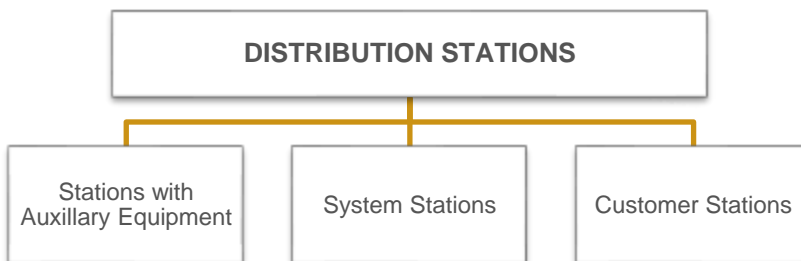 DISTRIBUTION STATIONS
Stations with
Auxillary Equipment
System Stations
Customer Stations